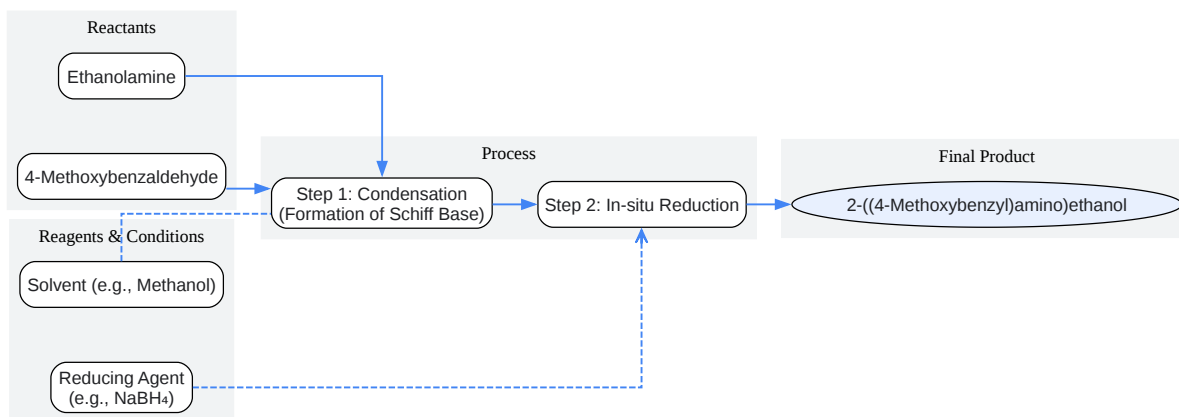 Reactants
Ethanolamine
4-Methoxybenzaldehyde
Reagents & Conditions
Solvent (e.g., Methanol)
Reducing Agent
(e.g., NaBH₄)
Process
Step 1: Condensation
(Formation of Schiff Base)
Step 2: In-situ Reduction
Final Product
2-((4-Methoxybenzyl)amino)ethanol